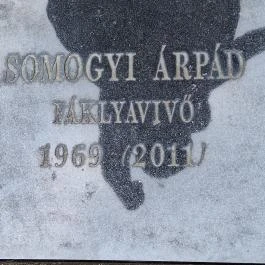 SOMOGYI ÁRPÁD
FÁKLYAVIVŐ
1969 (2011)